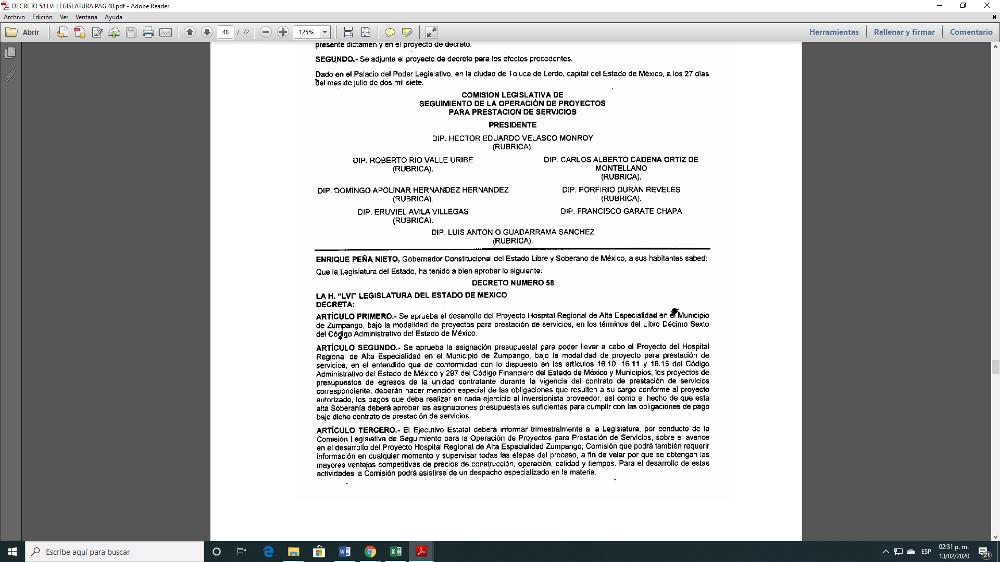 DECRETO 58 LVI LEGISLATURA PAG 48.pdf - Adobe Reader
Archivo Edición Ver Ventana Ayuda
Abrir 48 / 72 125% Herramientas Rellenar y firmar Comentario
presente dictamen y en el proyecto de decreto.
SEGUNDO.- Se adjunta el proyecto de decreto para los efectos procedentes.
Dado en el Palacio del Poder Legislativo, en la ciudad de Toluca de Lerdo, capital del Estado de México, a los 27 días
del mes de julio de dos mil siete.
COMISION LEGISLATIVA DE
SEGUIMIENTO DE LA OPERACIÓN DE PROYECTOS
PARA PRESTACION DE SERVICIOS
PRESIDENTE
DIP. HECTOR EDUARDO VELASCO MONROY
(RUBRICA).
DIP. ROBERTO RIO VALLE URIBE
(RUBRICA).
DIP. CARLOS ALBERTO CADENA ORTIZ DE
MONTELLANO
(RUBRICA).
DIP. DOMINGO APOLINAR HERNANDEZ HERNANDEZ
(RUBRICA).
DIP. PORFIRIO DURAN REVELES
(RUBRICA).
DIP. ERUVIEL AVILA VILLEGAS
(RUBRICA).
DIP. FRANCISCO GARATE CHAPA
DIP. LUIS ANTONIO GUADARRAMA SANCHEZ
(RUBRICA).
ENRIQUE PEÑA NIETO, Gobernador Constitucional del Estado Libre y Soberano de México, a sus habitantes sabed:
Que la Legislatura del Estado, ha tenido a bien aprobar lo siguiente:
DECRETO NUMERO 58
LA H. “LVI” LEGISLATURA DEL ESTADO DE MEXICO
DECRETA:
ARTÍCULO PRIMERO.- Se aprueba el desarrollo del Proyecto Hospital Regional de Alta Especialidad en el Municipio
de Zumpango, bajo la modalidad de proyectos para prestación de servicios, en los términos del Libro Décimo Sexto
del Código Administrativo del Estado de México.
ARTÍCULO SEGUNDO.- Se aprueba la asignación presupuestal para poder llevar a cabo el Proyecto del Hospital
Regional de Alta Especialidad en el Municipio de Zumpango, bajo la modalidad de proyecto para prestación de
servicios, en el entendido que de conformidad con lo dispuesto en los artículos 16.10, 16.11 y 16.15 del Código
Administrativo del Estado de México y 297 del Código Financiero del Estado de México y Municipios, los proyectos de
presupuestos de egresos de la unidad contratante durante la vigencia del contrato de prestación de servicios
correspondiente, deberán hacer mención especial de las obligaciones que resulten a su cargo conforme al proyecto
autorizado, los pagos que deba realizar en cada ejercicio al inversionista proveedor, así como el hecho de que esta
alta Soberanía deberá aprobar las asignaciones presupuestales suficientes para cumplir con las obligaciones de pago
bajo dicho contrato de prestación de servicios.
ARTÍCULO TERCERO.- El Ejecutivo Estatal deberá informar trimestralmente a la Legislatura, por conducto de la
Comisión Legislativa de Seguimiento para la Operación de Proyectos para Prestación de Servicios, sobre el avance
en el desarrollo del Proyecto Hospital Regional de Alta Especialidad Zumpango; Comisión que podrá también requerir
información en cualquier momento y supervisar todas las etapas del proceso, a fin de velar por que se obtengan las
mayores ventajas competitivas de precios de construcción, operación, calidad y tiempos. Para el desarrollo de estas
actividades la Comisión podrá asistirse de un despacho especializado en la materia.
Escribe aquí para buscar
ESP
02:31 p. m.
13/02/2020
21